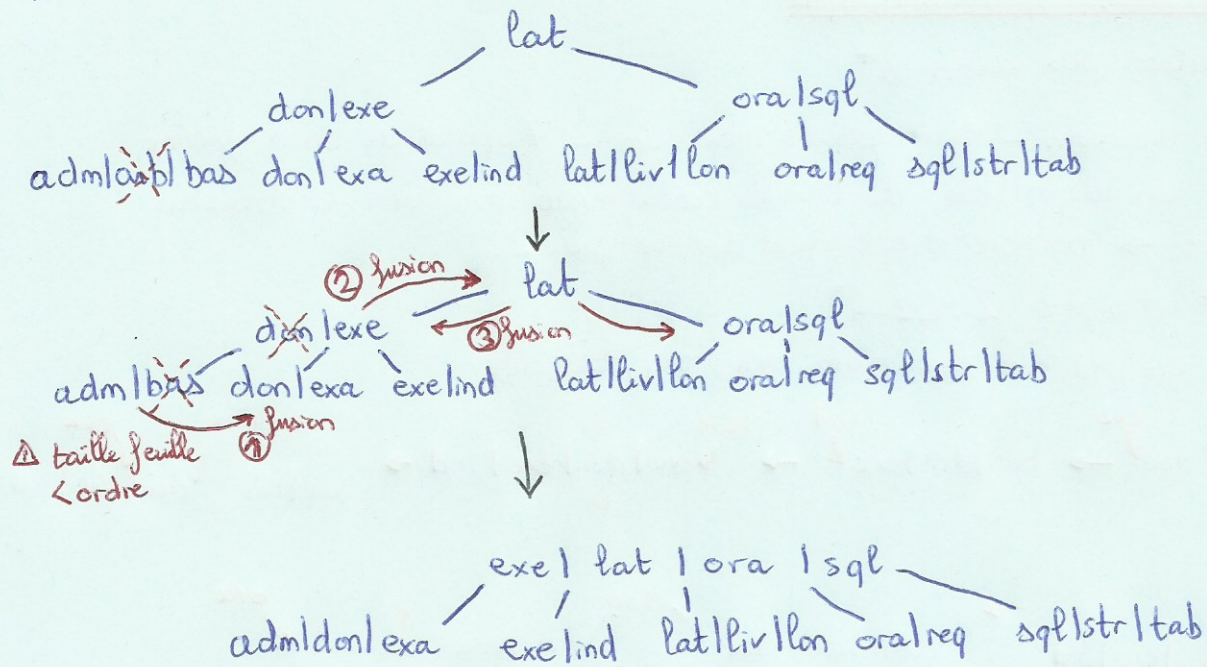 lat
don|exe ora|sql
adm|asb|bas don|exa exe|ind lat|liv|lon ora|req sql|str|tab
② fusion lat
don|exe ③ fusion ora|sql
adm|bas don|exa exe|ind lat|liv|lon ora|req sql|str|tab
⚠ taille feuille ① fusion
< ordre
exe| lat | ora | sql
adm|don|exa exe|ind lat|liv|lon ora|req sql|str|tab